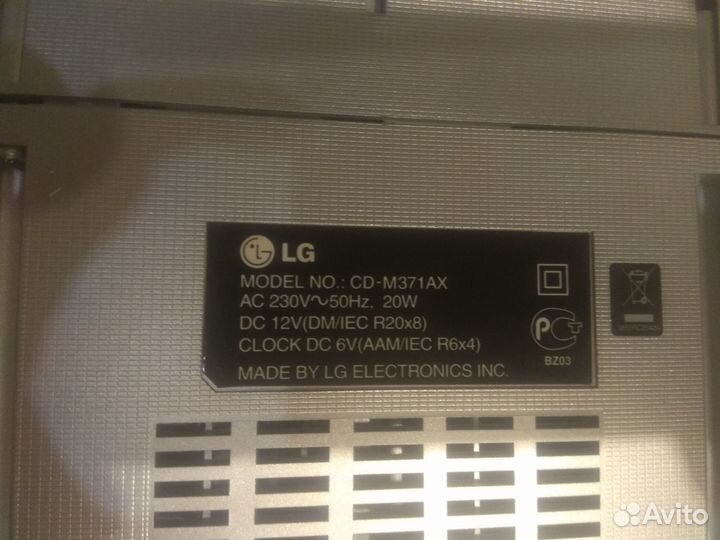 LG
MODEL NO.: CD-M371AX
AC 230V~50Hz, 20W
DC 12V(DM/IEC R20x8)
CLOCK DC 6V(AAM/IEC R6x4)
MADE BY LG ELECTRONICS INC.
BZ03
Avito